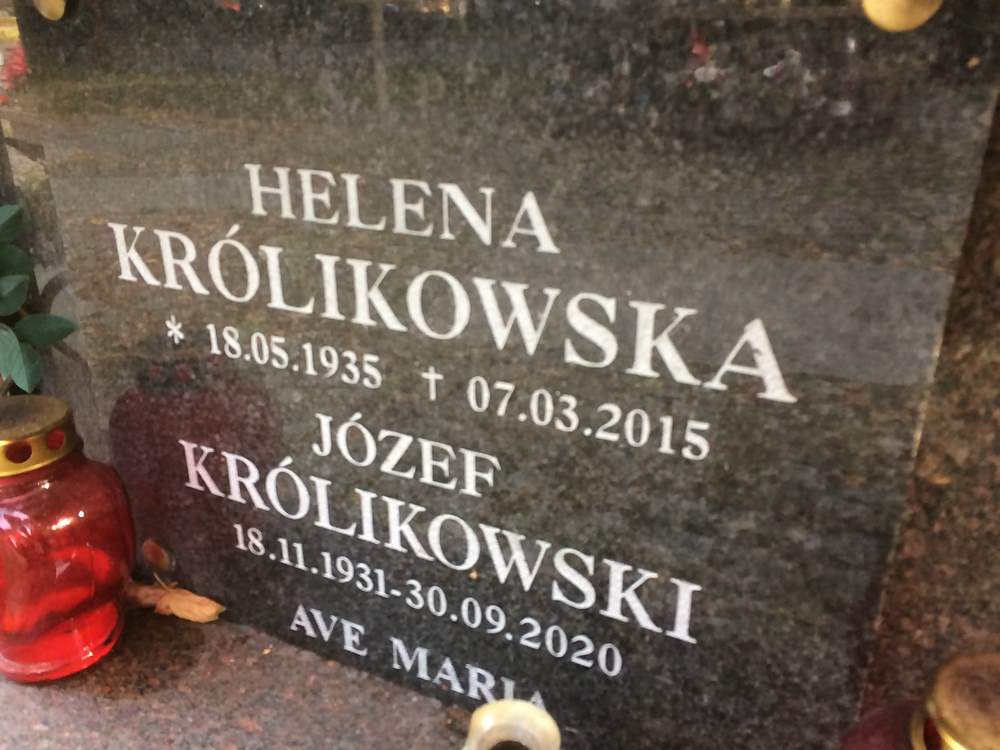 HELENA
KRÓLIKOWSKA
* 18.05.1935 † 07.03.2015
JÓZEF
KRÓLIKOWSKI
18.11.1931-30.09.2020
AVE MARIA